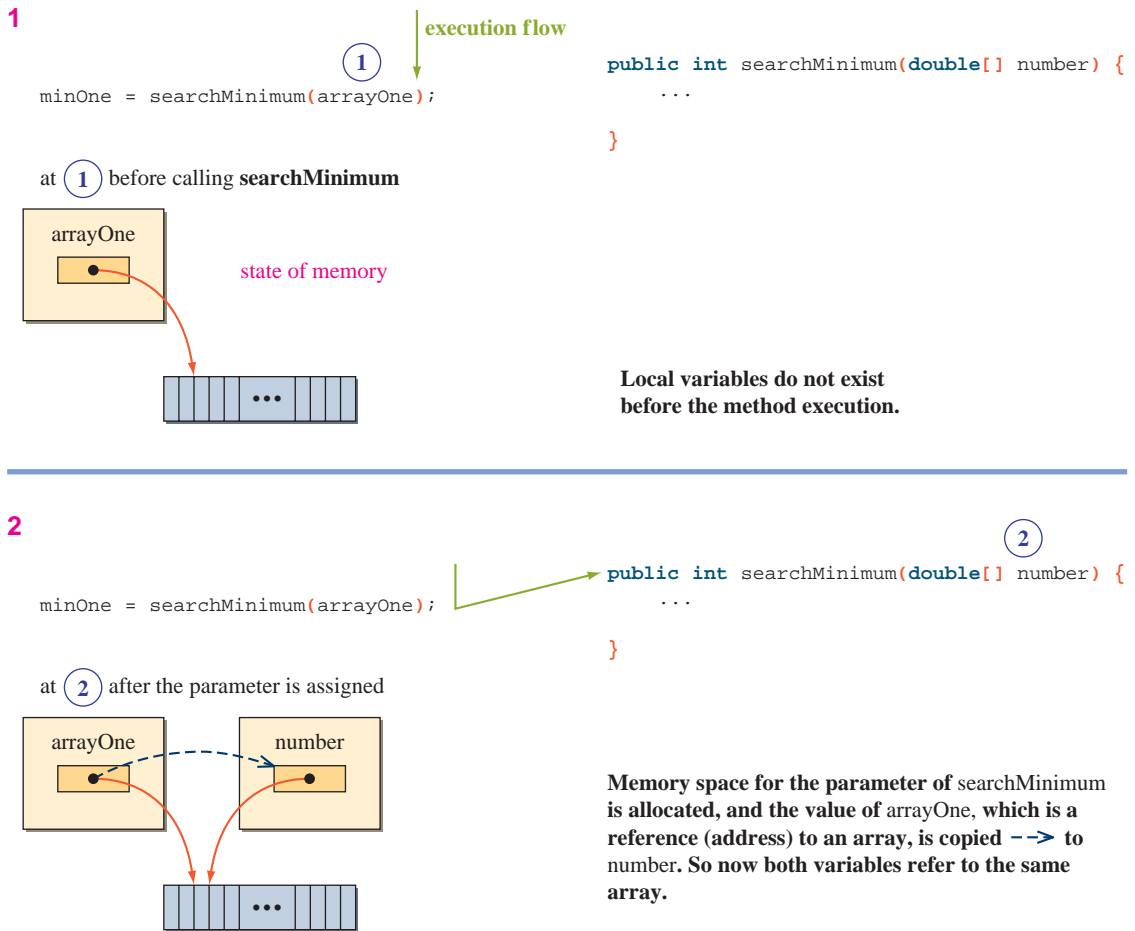 1
execution flow
1
minOne = searchMinimum(arrayOne);
public int searchMinimum(double[] number) {
...
}
at 1 before calling searchMinimum
arrayOne
state of memory
•••
Local variables do not exist
before the method execution.
2
2
minOne = searchMinimum(arrayOne);
public int searchMinimum(double[] number) {
...
}
at 2 after the parameter is assigned
arrayOne
number
•••
Memory space for the parameter of searchMinimum
is allocated, and the value of arrayOne, which is a
reference (address) to an array, is copied to
number. So now both variables refer to the same
array.